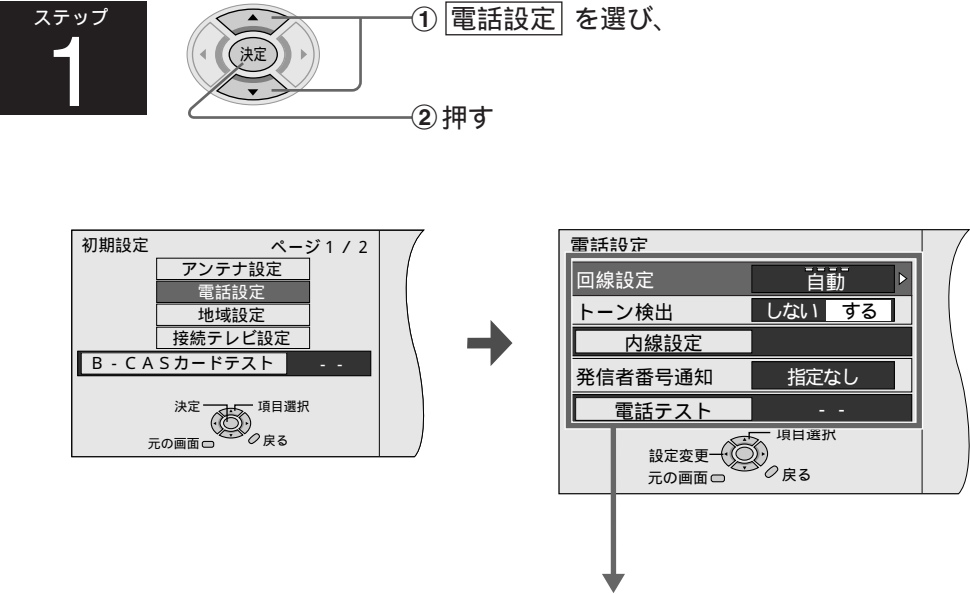 ステップ
1
決定
① 電話設定 を選び、
② 押す
初期設定 ページ1／2
アンテナ設定
電話設定
地域設定
接続テレビ設定
B-CASカードテスト --
決定 項目選択
元の画面 戻る
電話設定
回線設定 自動
トーン検出 しない する
内線設定
発信者番号通知 指定なし
電話テスト --
項目選択
設定変更
元の画面 戻る